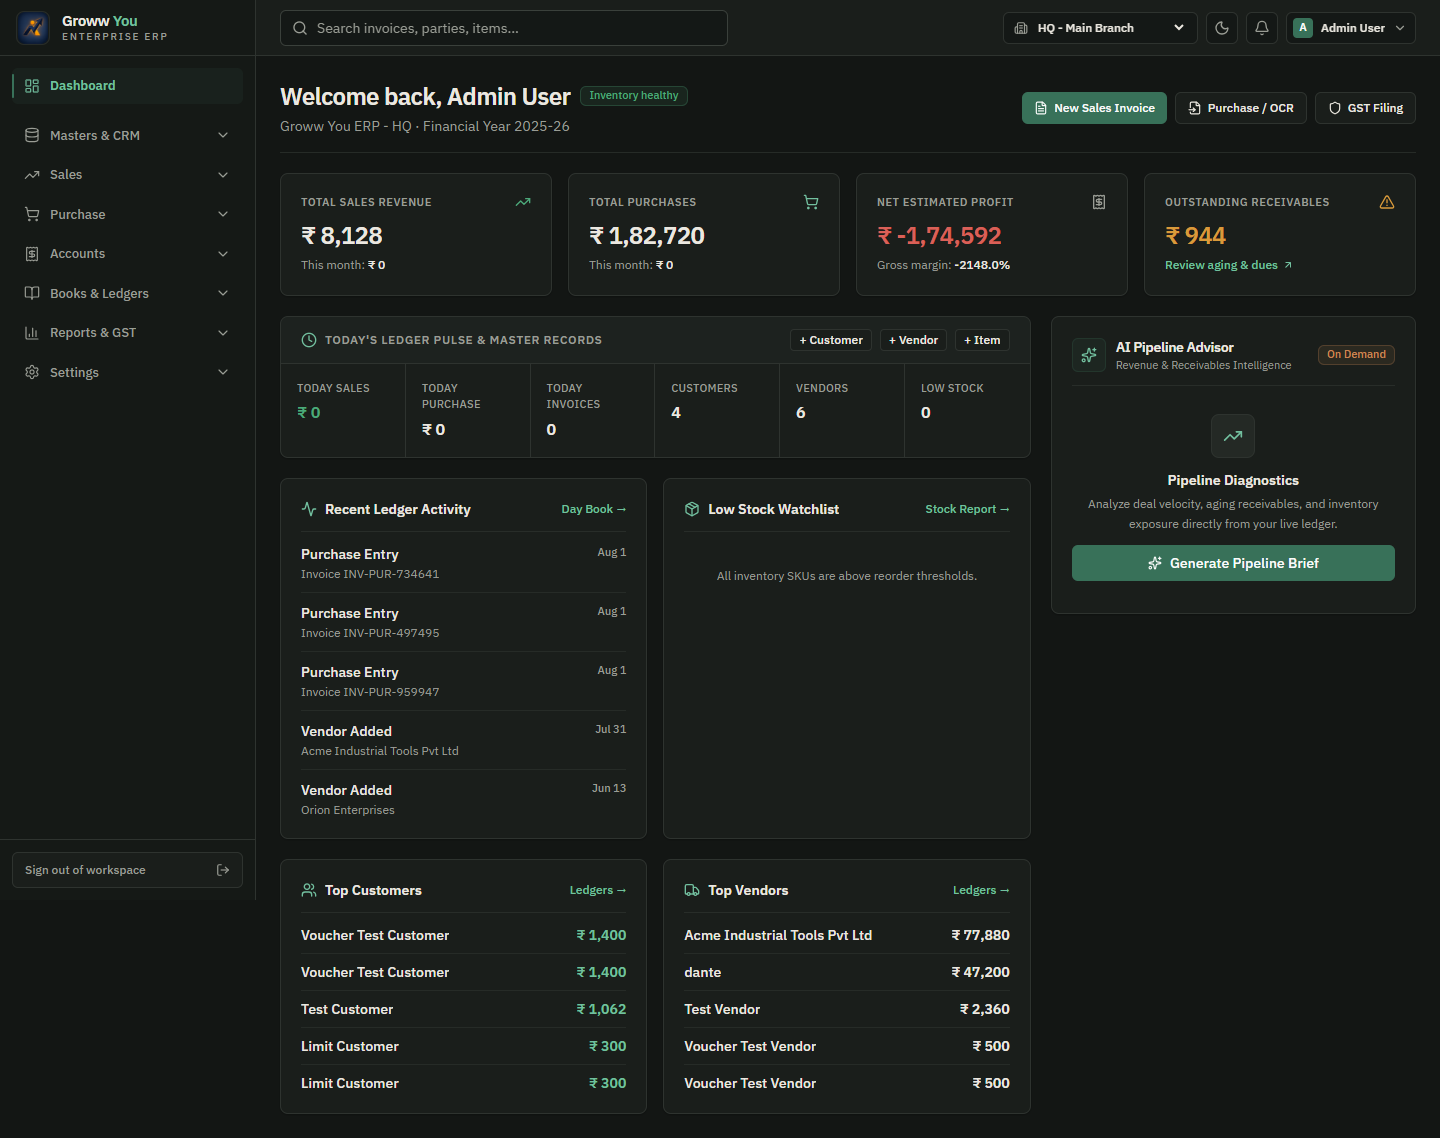 Groww You
ENTERPRISE ERP
Search invoices, parties, items...
HQ - Main Branch
A
Admin User
Dashboard
Masters & CRM
Sales
Purchase
Accounts
Books & Ledgers
Reports & GST
Settings
Sign out of workspace
Welcome back, Admin User
Inventory healthy
Groww You ERP - HQ · Financial Year 2025-26
New Sales Invoice
Purchase / OCR
GST Filing
TOTAL SALES REVENUE
₹ 8,128
This month: ₹ 0
TOTAL PURCHASES
₹ 1,82,720
This month: ₹ 0
NET ESTIMATED PROFIT
₹ -1,74,592
Gross margin: -2148.0%
OUTSTANDING RECEIVABLES
₹ 944
Review aging & dues ↗
TODAY'S LEDGER PULSE & MASTER RECORDS
+ Customer
+ Vendor
+ Item
TODAY SALES
₹ 0
TODAY
PURCHASE
₹ 0
TODAY
INVOICES
0
CUSTOMERS
4
VENDORS
6
LOW STOCK
0
AI Pipeline Advisor
Revenue & Receivables Intelligence
On Demand
Pipeline Diagnostics
Analyze deal velocity, aging receivables, and inventory
exposure directly from your live ledger.
Generate Pipeline Brief
Recent Ledger Activity
Day Book →
Purchase Entry
Aug 1
Invoice INV-PUR-734641
Purchase Entry
Aug 1
Invoice INV-PUR-497495
Purchase Entry
Aug 1
Invoice INV-PUR-959947
Vendor Added
Jul 31
Acme Industrial Tools Pvt Ltd
Vendor Added
Jun 13
Orion Enterprises
Low Stock Watchlist
Stock Report →
All inventory SKUs are above reorder thresholds.
Top Customers
Ledgers →
Voucher Test Customer ₹ 1,400
Voucher Test Customer ₹ 1,400
Test Customer ₹ 1,062
Limit Customer ₹ 300
Limit Customer ₹ 300
Top Vendors
Ledgers →
Acme Industrial Tools Pvt Ltd ₹ 77,880
dante ₹ 47,200
Test Vendor ₹ 2,360
Voucher Test Vendor ₹ 500
Voucher Test Vendor ₹ 500